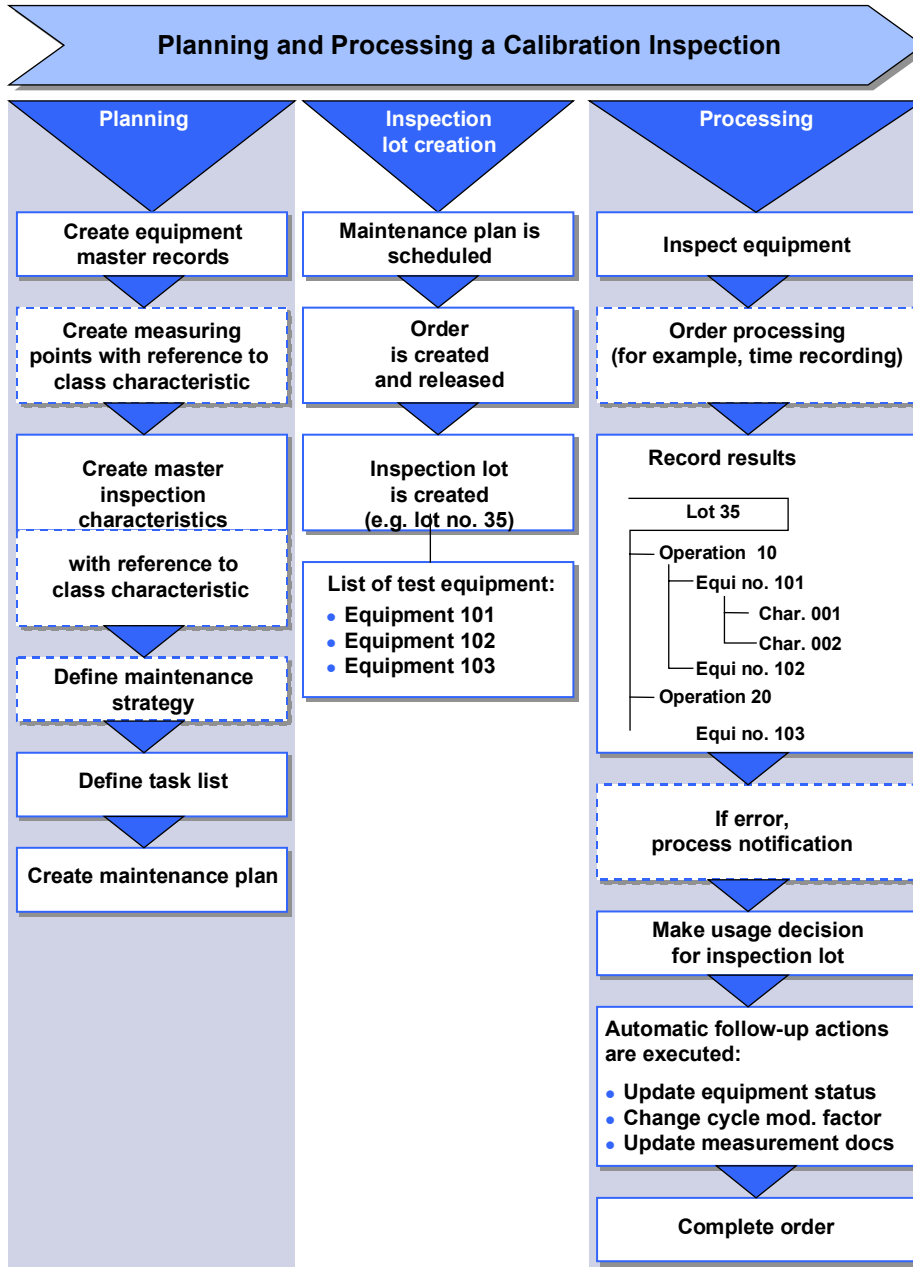 Planning and Processing a Calibration Inspection
Planning
Create equipment
master records
Create measuring
points with reference to
class characteristic
Create master
inspection
characteristics
with reference to
class characteristic
Define maintenance
strategy
Define task list
Create maintenance plan
Inspection
lot creation
Maintenance plan is
scheduled
Order
is created
and released
Inspection lot
is created
(e.g. lot no. 35)
List of test equipment:
• Equipment 101
• Equipment 102
• Equipment 103
Processing
Inspect equipment
Order processing
(for example, time recording)
Record results
Lot 35
Operation 10
Equi no. 101
Char. 001
Char. 002
Equi no. 102
Operation 20
Equi no. 103
If error,
process notification
Make usage decision
for inspection lot
Automatic follow-up actions
are executed:
• Update equipment status
• Change cycle mod. factor
• Update measurement docs
Complete order